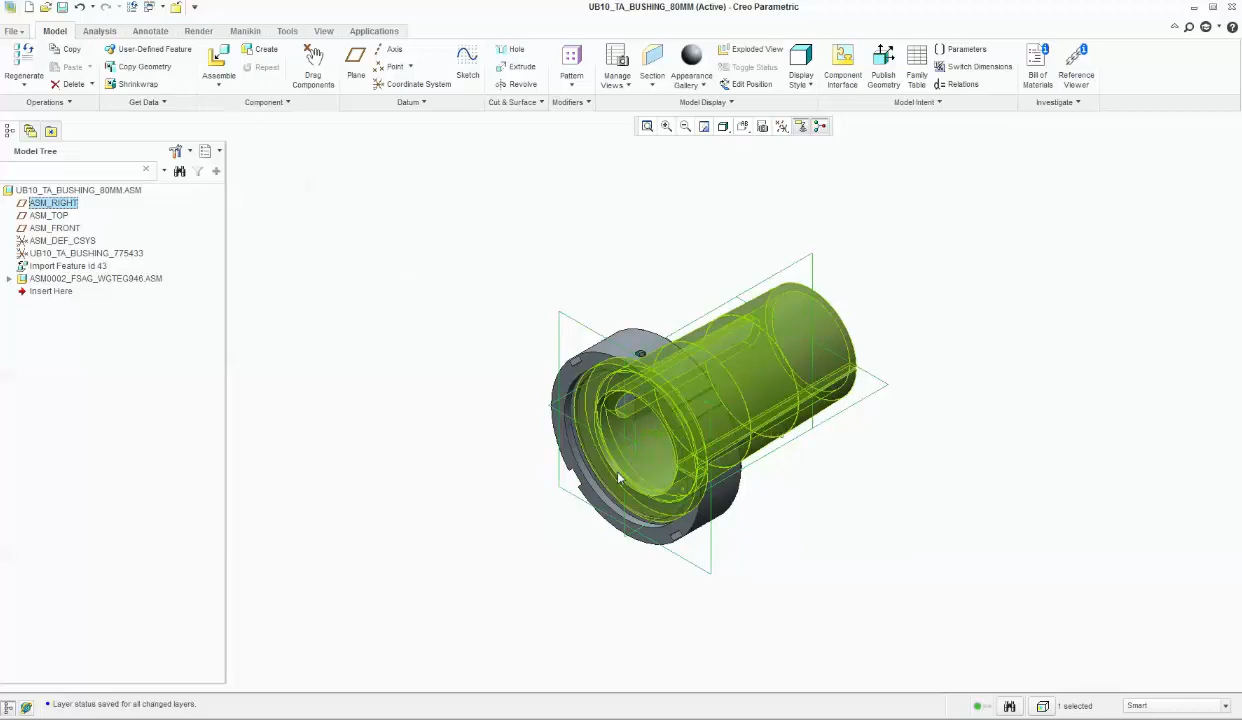 UB10_TA_BUSHING_80MM (Active) - Creo Parametric
File Model Analysis Annotate Render Manikin Tools View Applications
Regenerate
Copy
Paste
Delete
Operations
User-Defined Feature
Copy Geometry
Shrinkwrap
Get Data
Assemble
Create
Repeat
Drag Components
Component
Plane
Axis
Point
Coordinate System
Sketch
Datum
Hole
Extrude
Revolve
Cut & Surface
Pattern
Modifiers
Manage Views
Section
Appearance Gallery
Exploded View
Toggle Status
Edit Position
Display Style
Model Display
Component Interface
Publish Geometry
Family Table
Parameters
Switch Dimensions
Relations
Model Intent
Bill of Materials
Reference Viewer
Investigate
Model Tree
UB10_TA_BUSHING_80MM.ASM
ASM_RIGHT
ASM_TOP
ASM_FRONT
ASM_DEF_CSYS
UB10_TA_BUSHING_775433
Import Feature id 43
ASM0002_FSAG_WGTEG946.ASM
Insert Here
Layer status saved for all changed layers.
1 selected
Smart